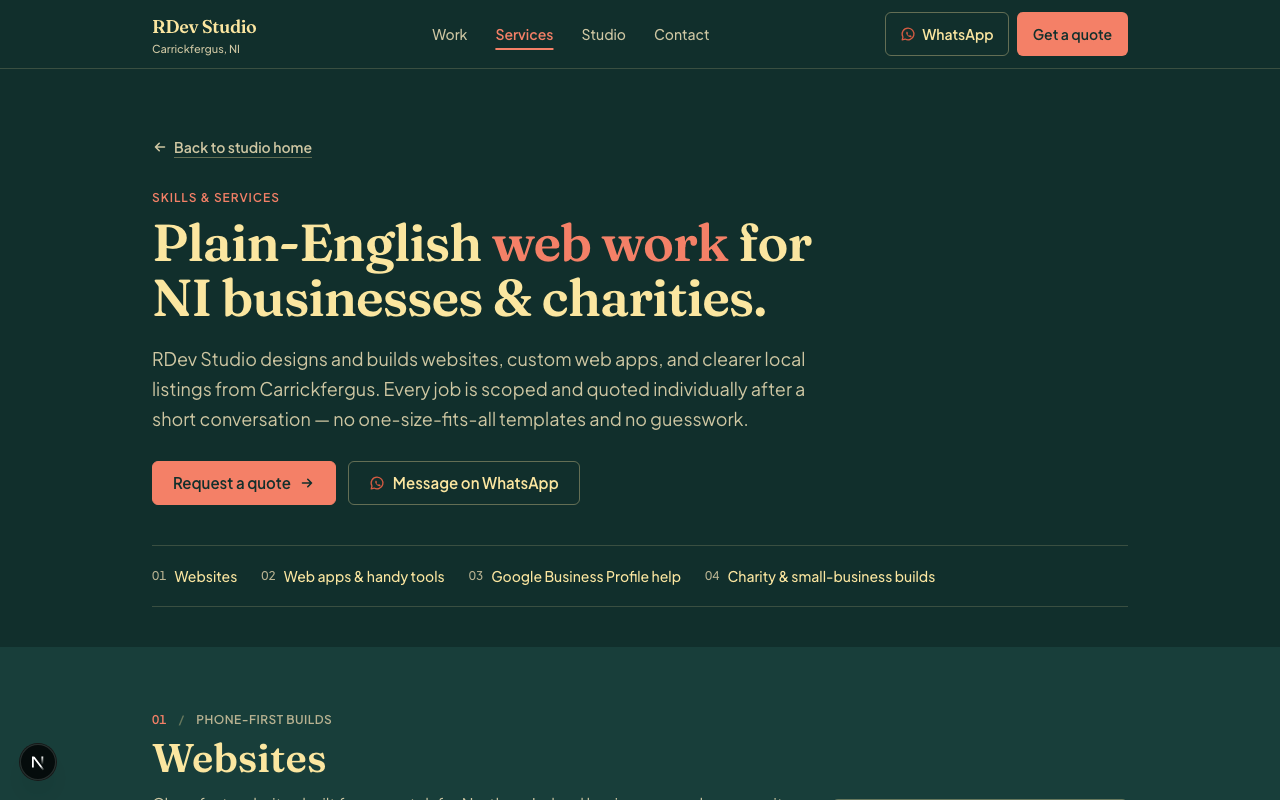 RDev Studio
Carrickfergus, NI
Work
Services
Studio
Contact
WhatsApp
Get a quote
← Back to studio home
SKILLS & SERVICES
Plain-English web work for
NI businesses & charities.
RDev Studio designs and builds websites, custom web apps, and clearer local
listings from Carrickfergus. Every job is scoped and quoted individually after a
short conversation — no one-size-fits-all templates and no guesswork.
Request a quote →
Message on WhatsApp
01 Websites
02 Web apps & handy tools
03 Google Business Profile help
04 Charity & small-business builds
01 / PHONE-FIRST BUILDS
Websites
N